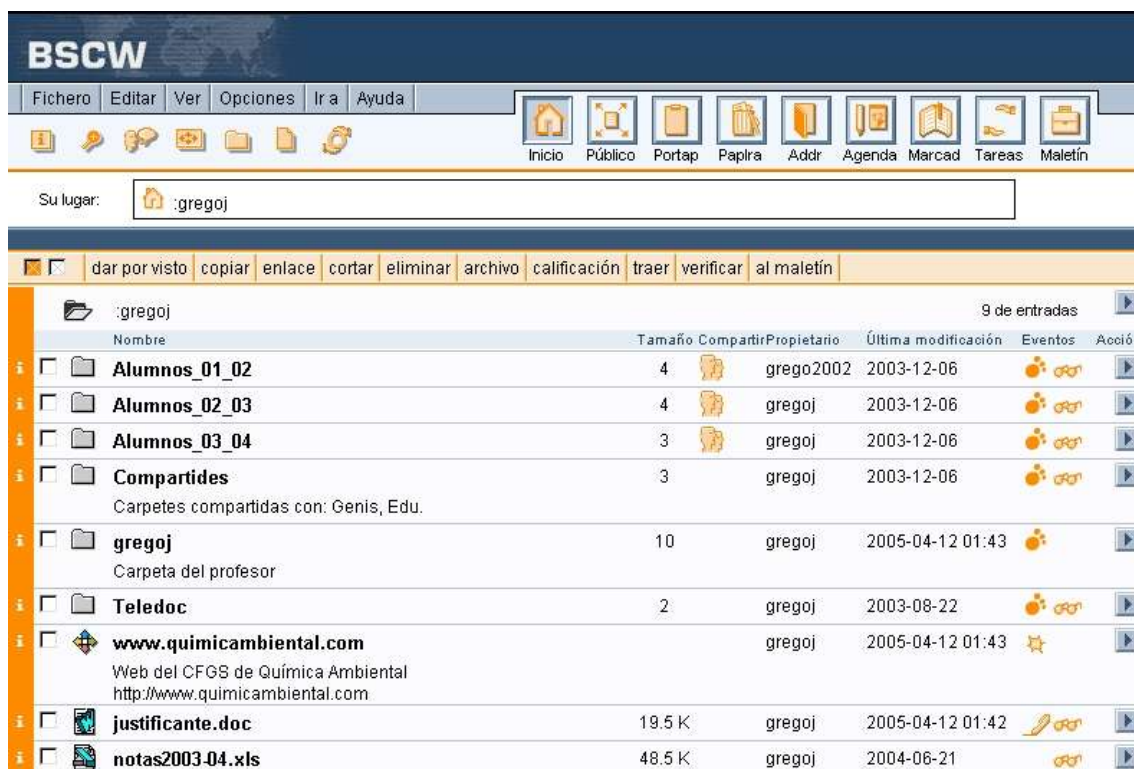 BSCW
Fichero Editar Ver Opciones Ir a Ayuda
Inicio Público Portap Paplra Addr Agenda Marcad Tareas Maletín
Su lugar: :gregoj
dar por visto copiar enlace cortar eliminar archivo calificación traer verificar al maletín
:gregoj 9 de entradas
Nombre Tamaño Compartir Propietario Última modificación Eventos Acció
Alumnos_01_02 4 grego2002 2003-12-06
Alumnos_02_03 4 gregoj 2003-12-06
Alumnos_03_04 3 gregoj 2003-12-06
Compartides 3 gregoj 2003-12-06
Carpetes compartidas con: Genis, Edu.
gregoj 10 gregoj 2005-04-12 01:43
Carpeta del profesor
Teledoc 2 gregoj 2003-08-22
www.quimicambiental.com gregoj 2005-04-12 01:43
Web del CFGS de Química Ambiental
http://www.quimicambiental.com
justificante.doc 19.5 K gregoj 2005-04-12 01:42
notas2003-04.xls 48.5 K gregoj 2004-06-21